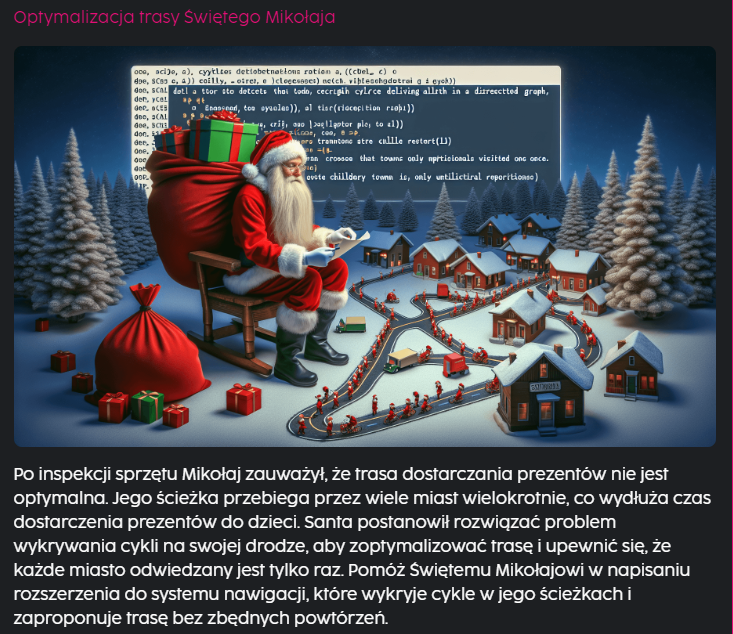 Optymalizacja trasy Świętego Mikołaja
Po inspekcji sprzętu Mikołaj zauważył, że trasa dostarczania prezentów nie jest
optymalna. Jego ścieżka przebiega przez wiele miast wielokrotnie, co wydłuża czas
dostarczenia prezentów do dzieci. Santa postanowił rozwiązać problem
wykrywania cykli na swojej drodze, aby zoptymalizować trasę i upewnić się, że
każde miasto odwiedzany jest tylko raz. Pomóż Świętemu Mikołajowi w napisaniu
rozszerzenia do systemu nawigacji, które wykryje cykle w jego ścieżkach i
zaproponuje trasę bez zbędnych powtórzeń.